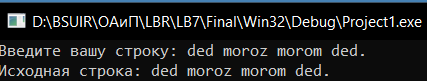 D:\BSUIR\ОАиП\LBR\LB7\Final\Win32\Debug\Project1.exe
Введите вашу строку: ded moroz morom ded.
Исходная строка: ded moroz morom ded.